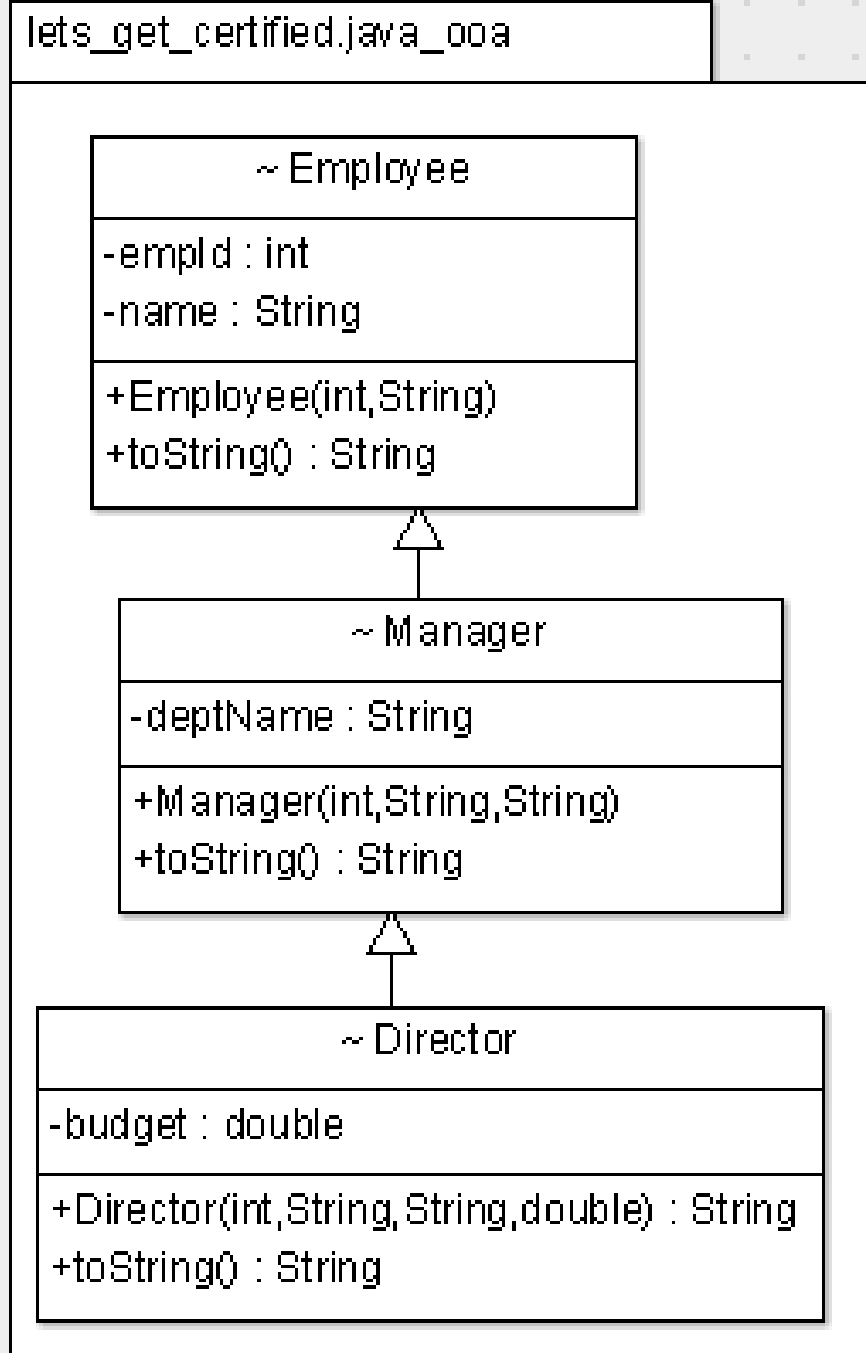 lets_get_certified.java_ooa
~ Employee
-empId : int
-name : String
+Employee(int,String)
+toString() : String
~ Manager
-deptName : String
+Manager(int,String,String)
+toString() : String
~ Director
-budget : double
+Director(int,String,String,double) : String
+toString() : String